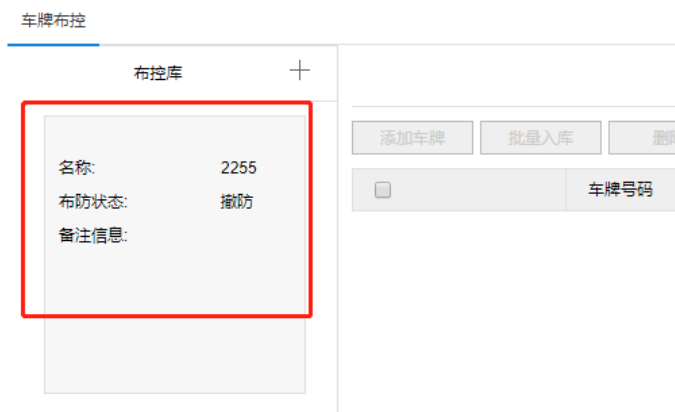 车牌布控
布控库
添加车牌 批量入库
车牌号码
名称: 2255
布防状态: 撤防
备注信息: